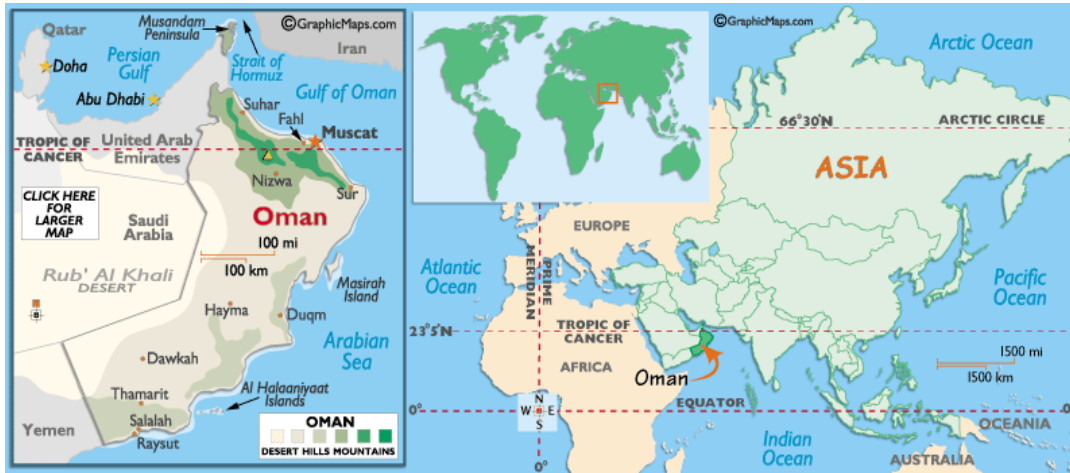 ©GraphicMaps.com
Musandam
Peninsula
Qatar
Iran
Persian
Gulf
Strait of
Hormuz
Doha
Abu Dhabi
Gulf of Oman
Suhar
Fahl
Muscat
TROPIC OF
CANCER
United Arab
Emirates
Nizwa
Sur
CLICK HERE
FOR
LARGER
MAP
Oman
Saudi
Arabia
100 mi
100 km
Rub' Al Khali
DESERT
Masirah
Island
Hayma
Duqm
Arabian
Sea
Dawkah
Thamarit
Al Halaaniyaat
Islands
Salalah
Raysut
Yemen
OMAN
DESERT HILLS MOUNTAINS
©GraphicMaps.com
Arctic Ocean
66°30'N
ARCTIC CIRCLE
ASIA
EUROPE
Atlantic
Ocean
PRIME
MERIDIAN
Pacific
Ocean
23°5'N
TROPIC OF
CANCER
AFRICA
1500 mi
1500 km
Oman
EQUATOR
0°
N
W E
S
0
OCEANIA
Indian
Ocean
AUSTRALIA
0°